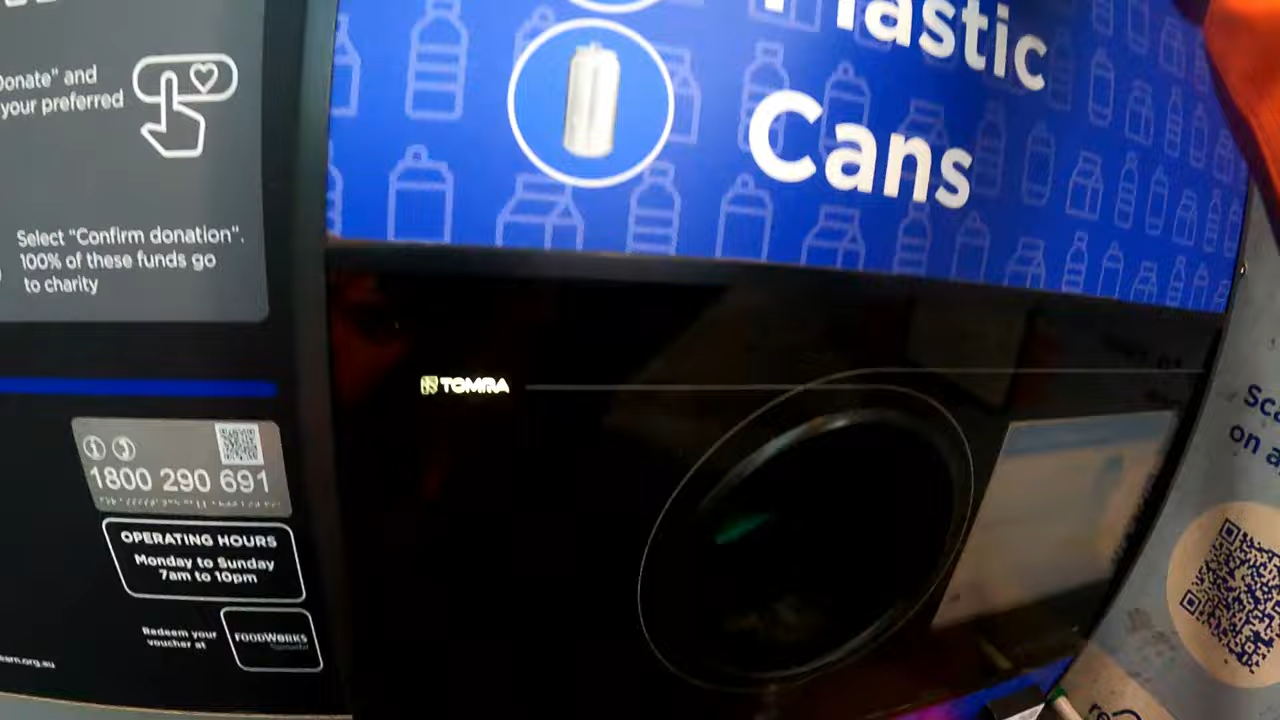 Donate" and
your preferred
Select "Confirm donation".
100% of these funds go
to charity
Plastic
Cans
TOMRA
1800 290 691
OPERATING HOURS
Monday to Sunday
7am to 10pm
Redeem your
voucher at
FOODWORKS
on a